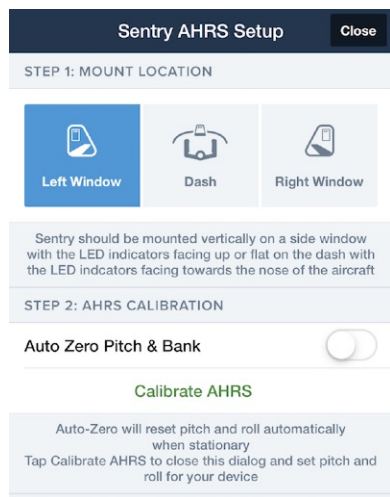 Sentry AHRS Setup Close
STEP 1: MOUNT LOCATION
Left Window Dash Right Window
Sentry should be mounted vertically on a side window
with the LED indicators facing up or flat on the dash with
the LED indcators facing towards the nose of the aircraft
STEP 2: AHRS CALIBRATION
Auto Zero Pitch & Bank
Calibrate AHRS
Auto-Zero will reset pitch and roll automatically
when stationary
Tap Calibrate AHRS to close this dialog and set pitch and
roll for your device